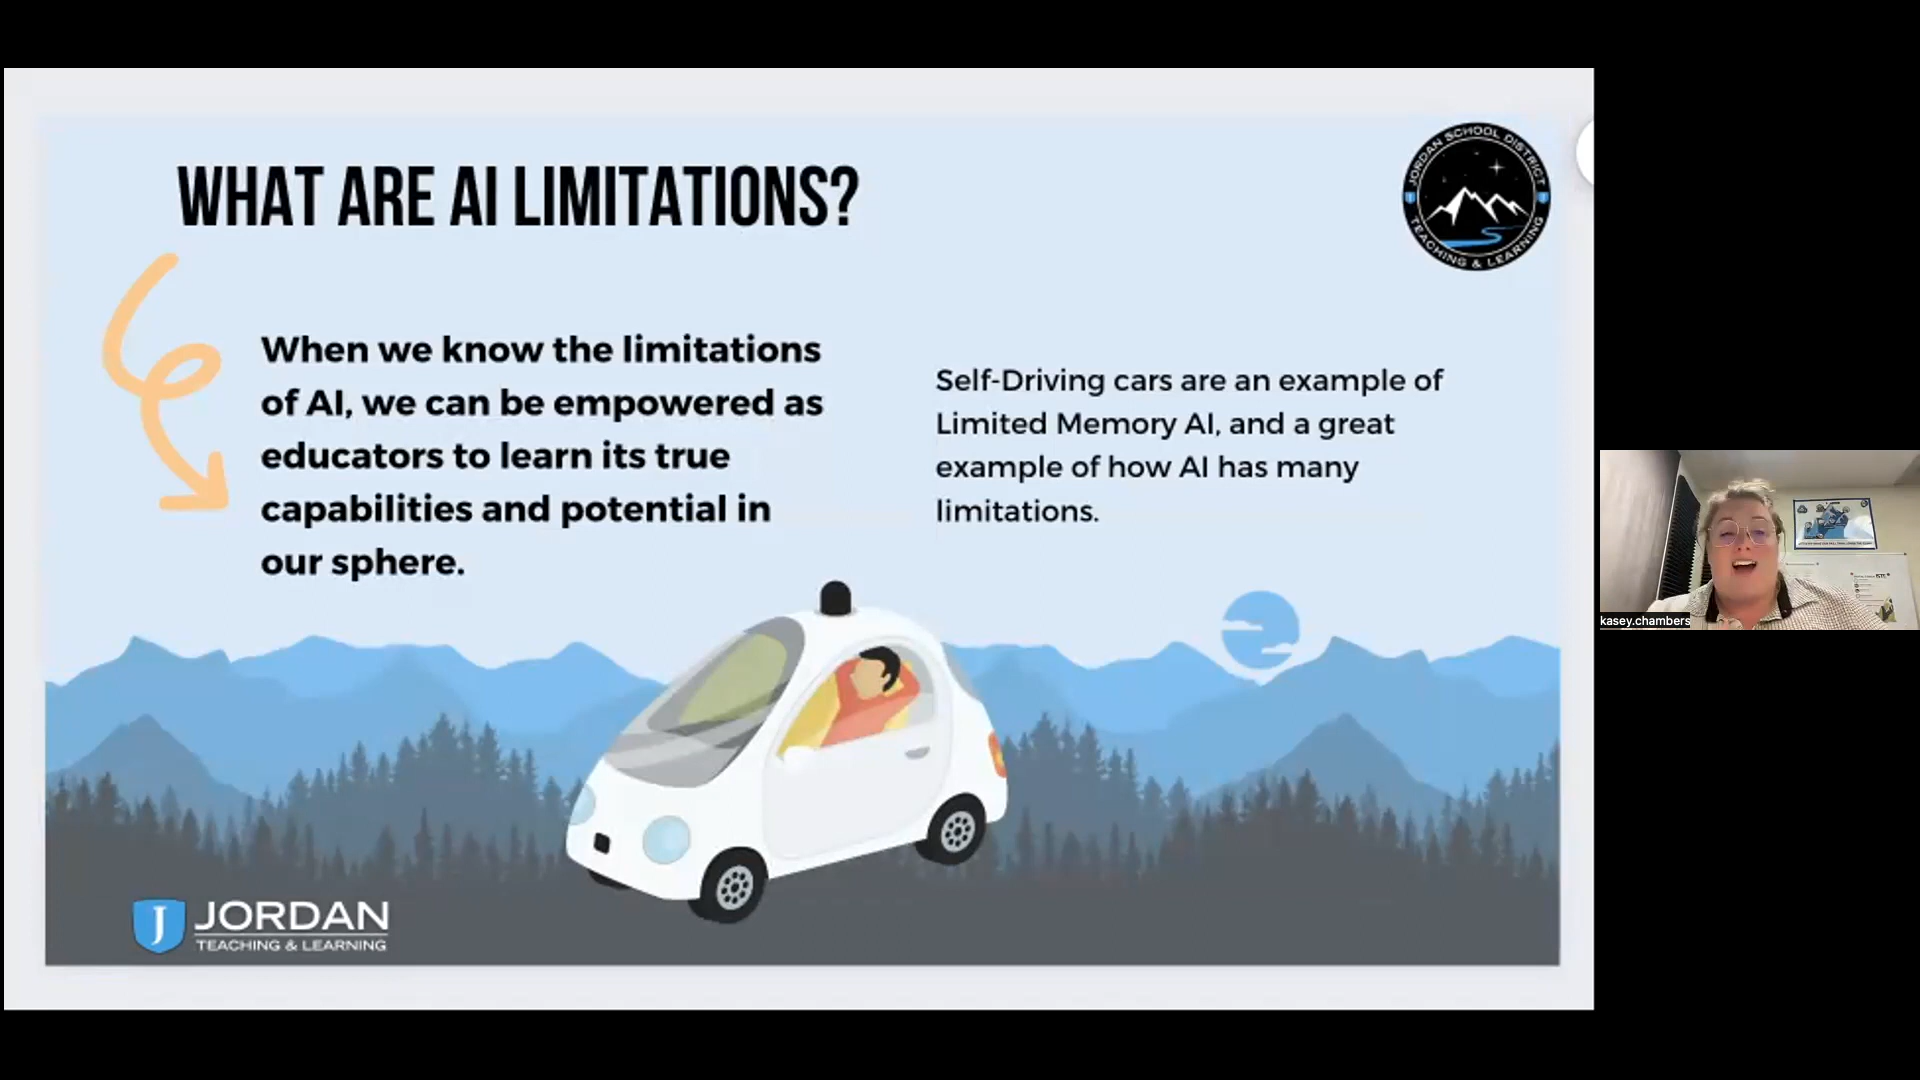 WHAT ARE AI LIMITATIONS?
JORDAN SCHOOL DISTRICT
TEACHING & LEARNING
When we know the limitations
of AI, we can be empowered as
educators to learn its true
capabilities and potential in
our sphere.
Self-Driving cars are an example of
Limited Memory AI, and a great
example of how AI has many
limitations.
kasey.chambers
J JORDAN
TEACHING & LEARNING